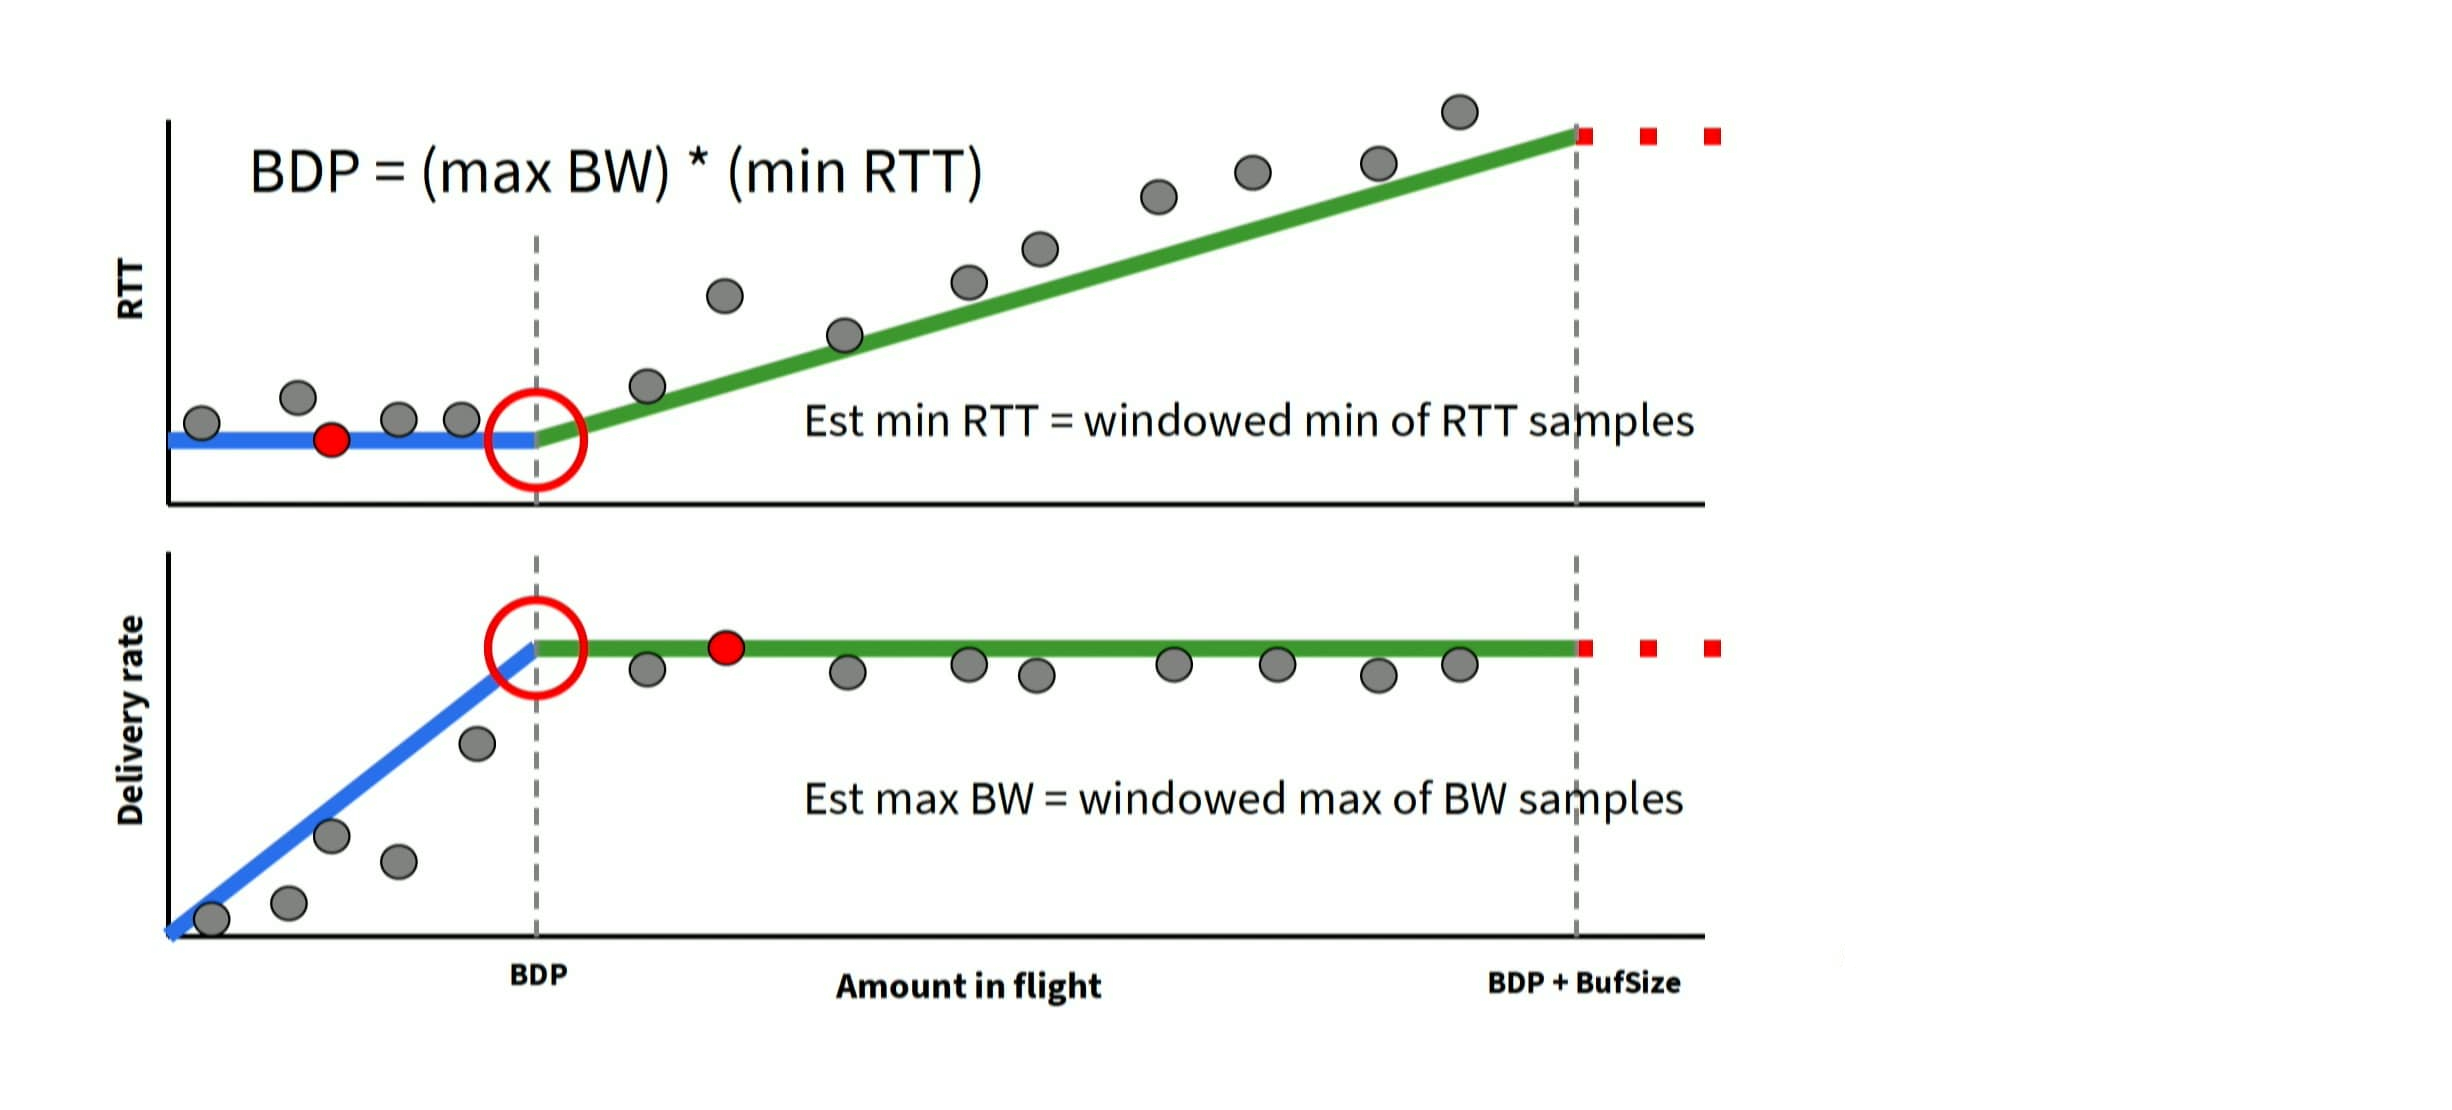 BDP = (max BW) * (min RTT)
RTT
Est min RTT = windowed min of RTT samples
Delivery rate
Est max BW = windowed max of BW samples
BDP
Amount in flight
BDP + BufSize